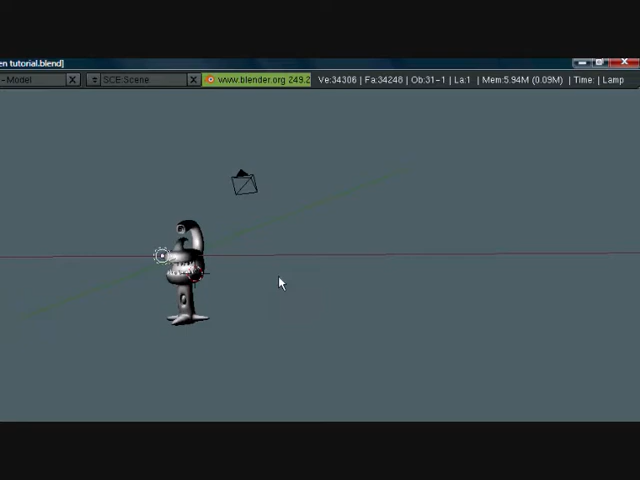 en tutorial.blend]
-Model X SCE:Scene X www.blender.org 249.2 Ve:34306 | Fa:34248 | Ob:31-1 | La:1 | Mem:5.94M (0.09M) | Time: | Lamp